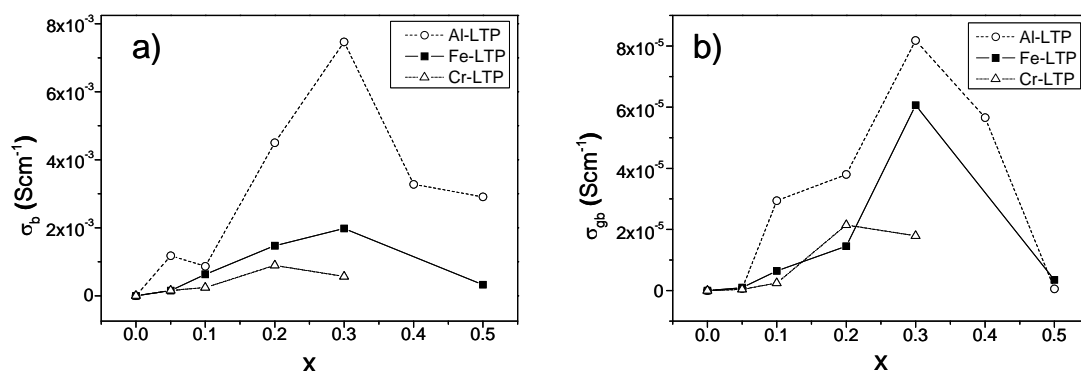 a)
Al-LTP
Fe-LTP
Cr-LTP
8x10⁻³
6x10⁻³
4x10⁻³
2x10⁻³
0
σ_b (Scm⁻¹)
0.0 0.1 0.2 0.3 0.4 0.5
x
b)
Al-LTP
Fe-LTP
Cr-LTP
8x10⁻⁵
6x10⁻⁵
4x10⁻⁵
2x10⁻⁵
0
σ_gb (Scm⁻¹)
0.0 0.1 0.2 0.3 0.4 0.5
x